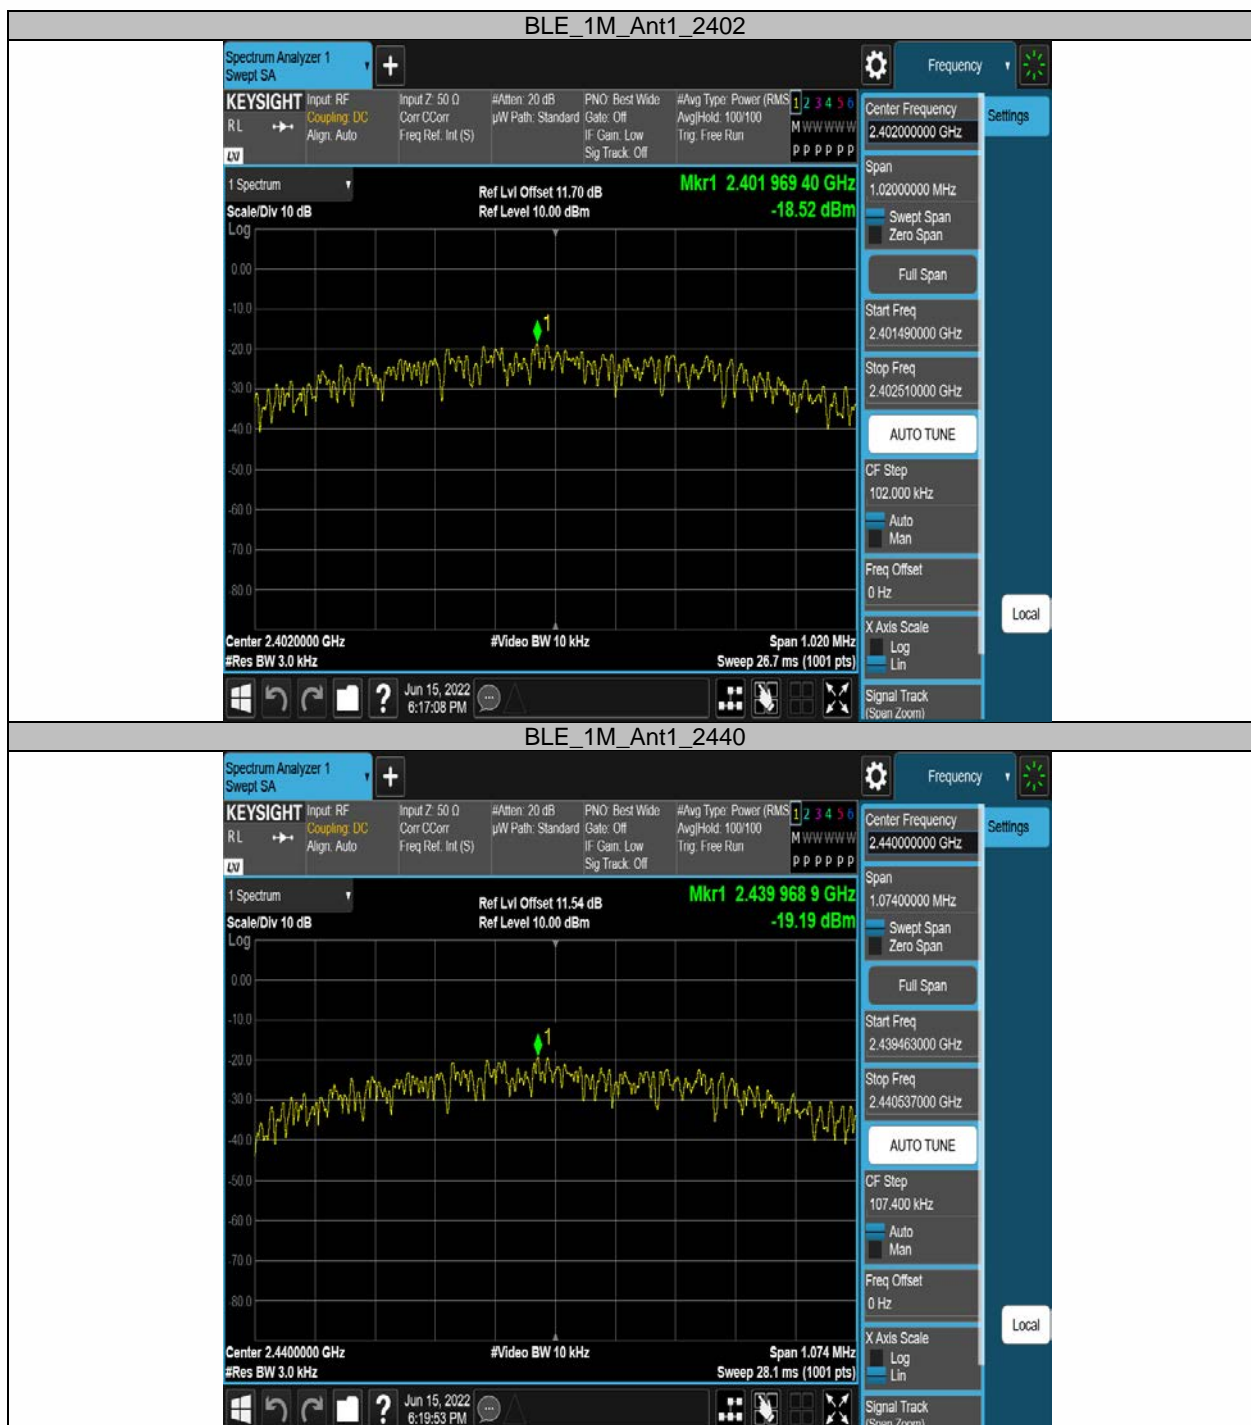 BLE_1M_Ant1_2402
Spectrum Analyzer 1
Swept SA
+
Frequency
KEYSIGHT
RL
LXI
Input: RF
Coupling: DC
Align: Auto
Input Z: 50 Ω
Corr CCorr
Freq Ref: Int (S)
#Atten: 20 dB
µW Path: Standard
PNO: Best Wide
Gate: Off
IF Gain: Low
Sig Track: Off
#Avg Type: Power (RMS
Avg|Hold: 100/100
Trig: Free Run
1 2 3 4 5 6
M W W W W W
P P P P P P
1 Spectrum
Scale/Div 10 dB
Ref Lvl Offset 11.70 dB
Ref Level 10.00 dBm
Mkr1 2.401 969 40 GHz
-18.52 dBm
Log
0.00
-10.0
-20.0
-30.0
-40.0
-50.0
-60.0
-70.0
-80.0
1
Center 2.4020000 GHz
#Res BW 3.0 kHz
#Video BW 10 kHz
Span 1.020 MHz
Sweep 26.7 ms (1001 pts)
Center Frequency
2.402000000 GHz
Settings
Span
1.02000000 MHz
Swept Span
Zero Span
Full Span
Start Freq
2.401490000 GHz
Stop Freq
2.402510000 GHz
AUTO TUNE
CF Step
102.000 kHz
Auto
Man
Freq Offset
0 Hz
X Axis Scale
Log
Lin
Local
Signal Track
(Span Zoom)
?
Jun 15, 2022
6:17:08 PM
BLE_1M_Ant1_2440
Spectrum Analyzer 1
Swept SA
+
Frequency
KEYSIGHT
RL
LXI
Input: RF
Coupling: DC
Align: Auto
Input Z: 50 Ω
Corr CCorr
Freq Ref: Int (S)
#Atten: 20 dB
µW Path: Standard
PNO: Best Wide
Gate: Off
IF Gain: Low
Sig Track: Off
#Avg Type: Power (RMS
Avg|Hold: 100/100
Trig: Free Run
1 2 3 4 5 6
M W W W W W
P P P P P P
1 Spectrum
Scale/Div 10 dB
Ref Lvl Offset 11.54 dB
Ref Level 10.00 dBm
Mkr1 2.439 968 9 GHz
-19.19 dBm
Log
0.00
-10.0
-20.0
-30.0
-40.0
-50.0
-60.0
-70.0
-80.0
1
Center 2.4400000 GHz
#Res BW 3.0 kHz
#Video BW 10 kHz
Span 1.074 MHz
Sweep 28.1 ms (1001 pts)
Center Frequency
2.440000000 GHz
Settings
Span
1.07400000 MHz
Swept Span
Zero Span
Full Span
Start Freq
2.439463000 GHz
Stop Freq
2.440537000 GHz
AUTO TUNE
CF Step
107.400 kHz
Auto
Man
Freq Offset
0 Hz
X Axis Scale
Log
Lin
Local
Signal Track
(Span Zoom)
?
Jun 15, 2022
6:19:53 PM